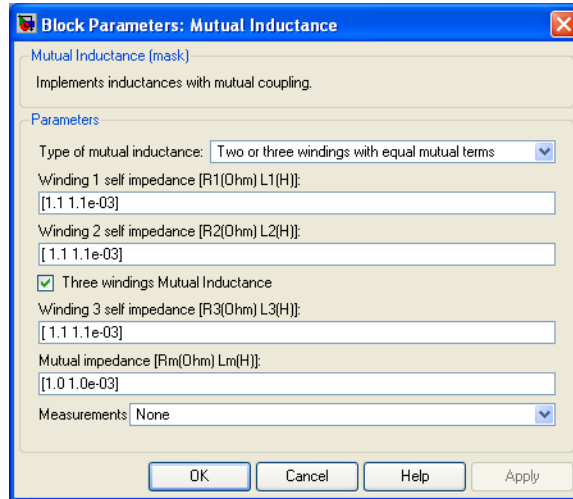 Block Parameters: Mutual Inductance
Mutual Inductance (mask)
Implements inductances with mutual coupling.
Parameters
Type of mutual inductance: Two or three windings with equal mutual terms
Winding 1 self impedance [R1(Ohm) L1(H)]:
[1.1 1.1e-03]
Winding 2 self impedance [R2(Ohm) L2(H)]:
[ 1.1 1.1e-03]
Three windings Mutual Inductance
Winding 3 self impedance [R3(Ohm) L3(H)]:
[ 1.1 1.1e-03]
Mutual impedance [Rm(Ohm) Lm(H)]:
[1.0 1.0e-03]
Measurements None
OK Cancel Help Apply